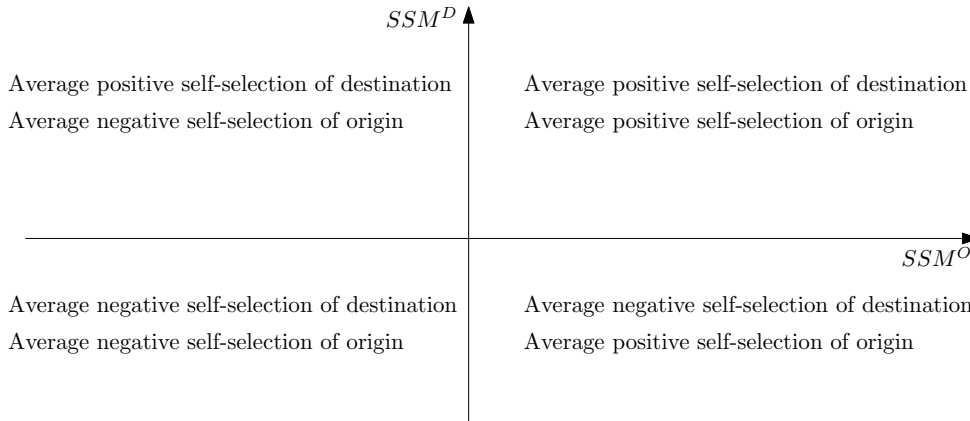 SSM^D
Average positive self-selection of destination
Average negative self-selection of origin
Average positive self-selection of destination
Average positive self-selection of origin
SSM^O
Average negative self-selection of destination
Average negative self-selection of origin
Average negative self-selection of destination
Average positive self-selection of origin